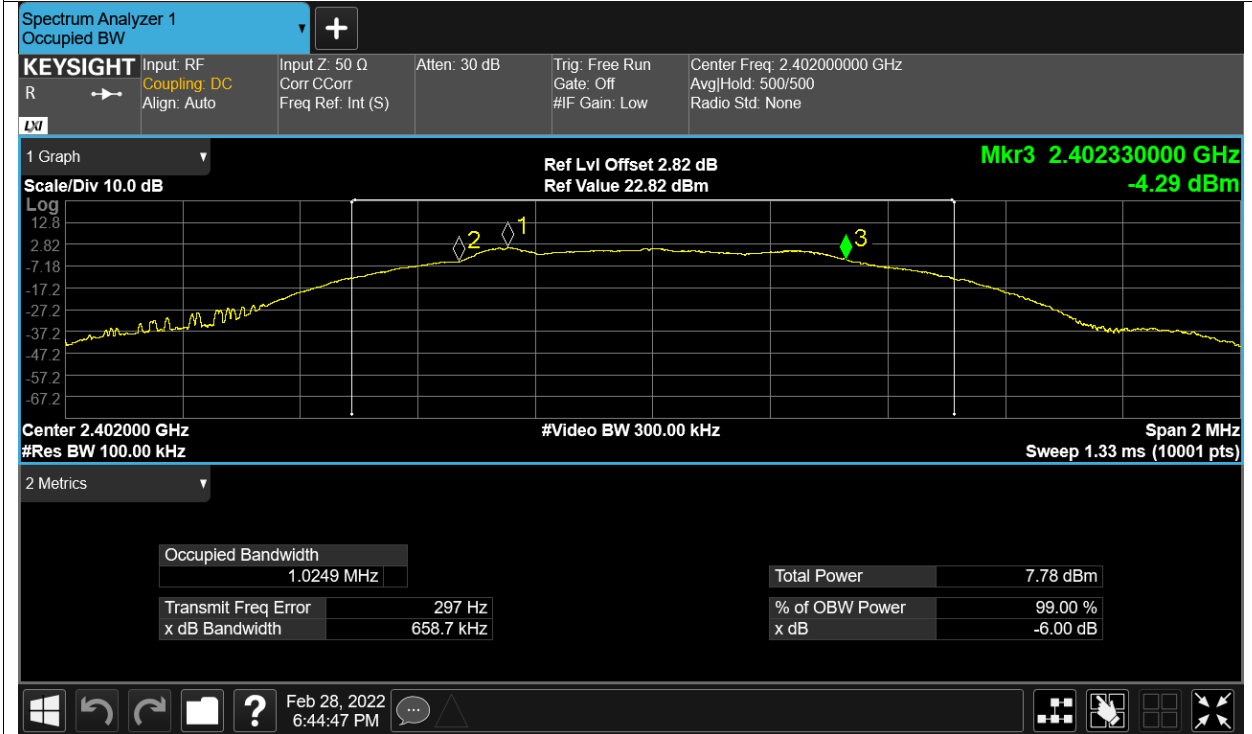 Spectrum Analyzer 1
Occupied BW
▼
+
KEYSIGHT
R
LXI
Input: RF
Coupling: DC
Align: Auto
Input Z: 50 Ω
Corr CCorr
Freq Ref: Int (S)
Atten: 30 dB
Trig: Free Run
Gate: Off
#IF Gain: Low
Center Freq: 2.402000000 GHz
Avg|Hold: 500/500
Radio Std: None
1 Graph ▼
Scale/Div 10.0 dB
Ref Lvl Offset 2.82 dB
Ref Value 22.82 dBm
Mkr3 2.402330000 GHz
-4.29 dBm
Log
12.8
2.82
-7.18
-17.2
-27.2
-37.2
-47.2
-57.2
-67.2
2
1
3
Center 2.402000 GHz
#Res BW 100.00 kHz
#Video BW 300.00 kHz
Span 2 MHz
Sweep 1.33 ms (10001 pts)
2 Metrics ▼
Occupied Bandwidth
1.0249 MHz
Transmit Freq Error 297 Hz
x dB Bandwidth 658.7 kHz
Total Power 7.78 dBm
% of OBW Power 99.00 %
x dB -6.00 dB
?
Feb 28, 2022
6:44:47 PM